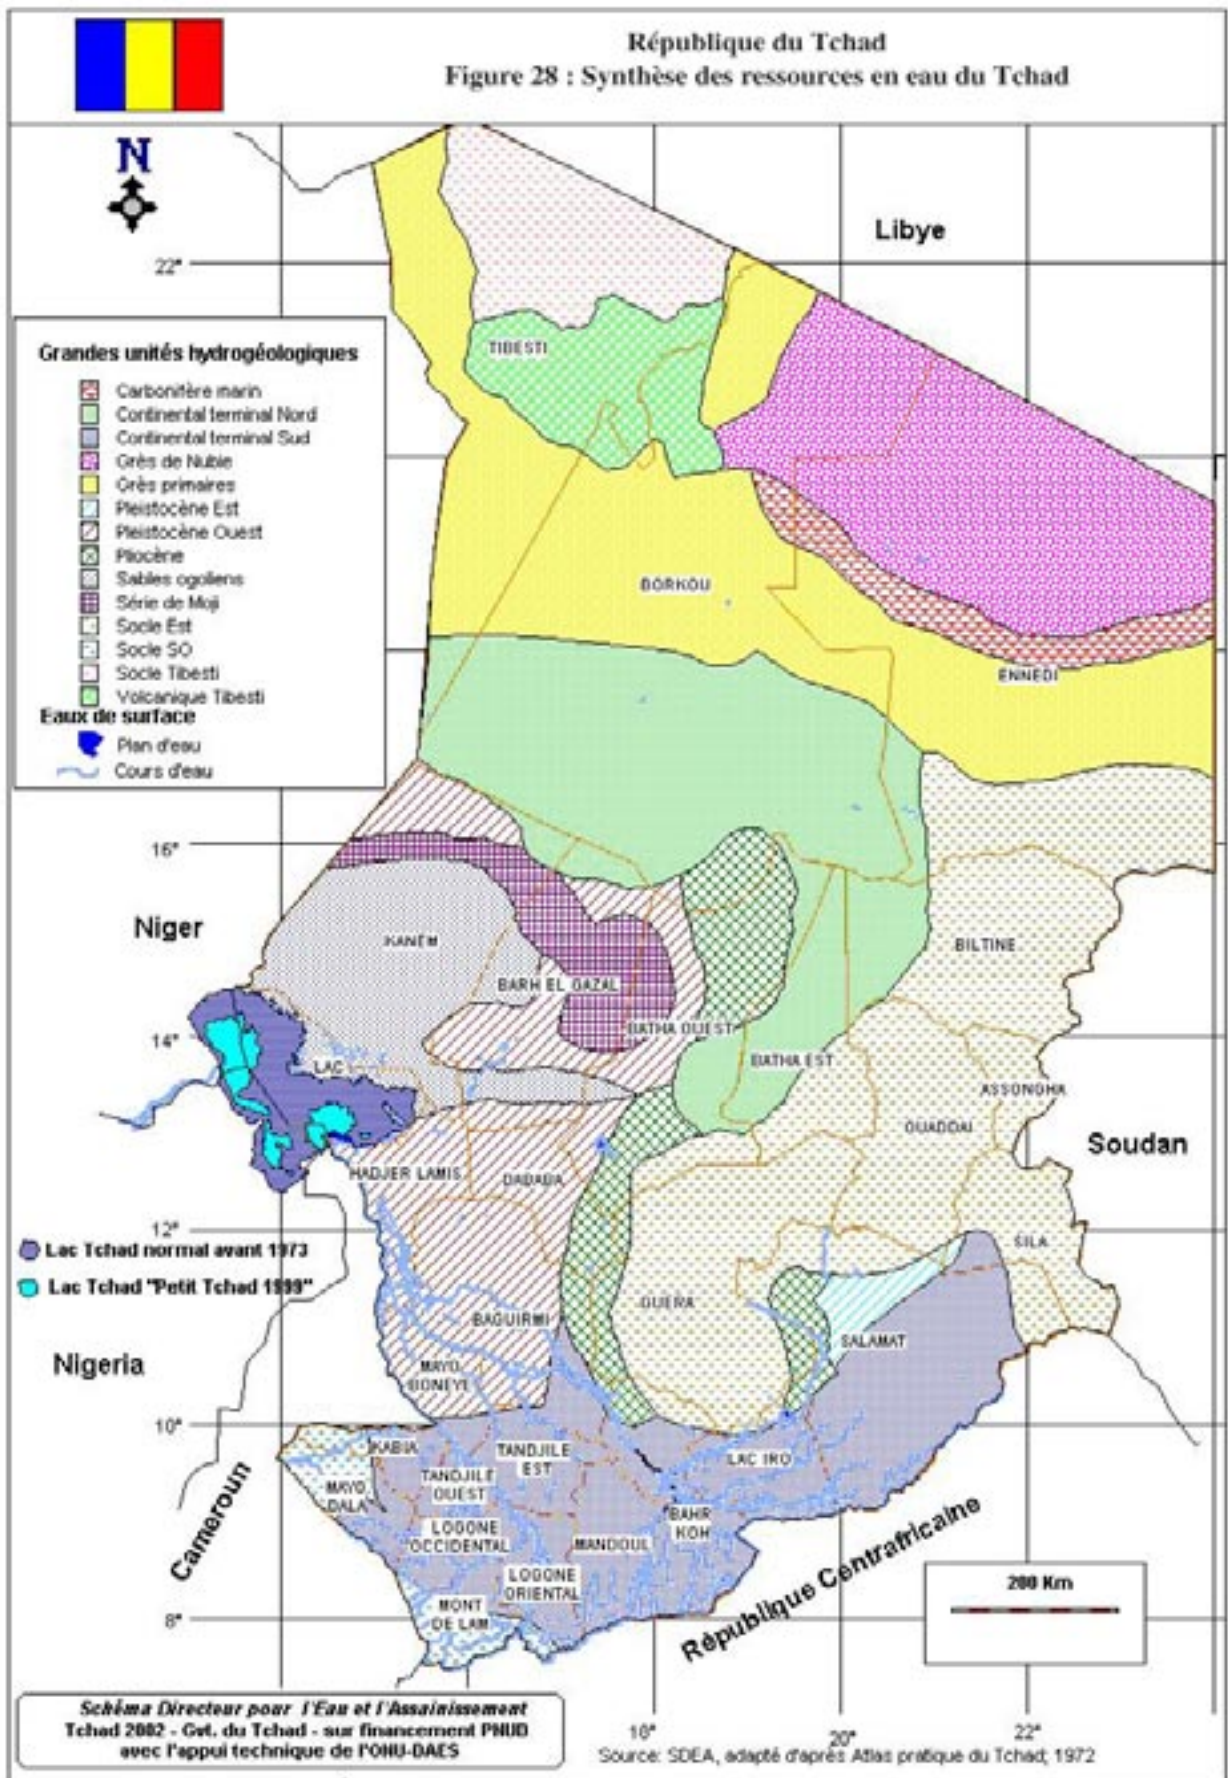 République du Tchad
Figure 28 : Synthèse des ressources en eau du Tchad
N
Libye
22°
Grandes unités hydrogéologiques
Carbonifère marin
Continental terminal Nord
Continental terminal Sud
Grès de Nubie
Grès primaires
Pleistocène Est
Pleistocène Ouest
Pliocène
Sables ogoliens
Série de Moji
Socle Est
Socle SO
Socle Tibesti
Volcanique Tibesti
Eaux de surface
Plan d'eau
Cours d'eau
TIBESTI
BORKOU
ENNEDI
16°
Niger
KANEM
BILTINE
BARH EL GAZAL
BATHA OUEST
14°
LAC
BATHA EST
ASSONGHA
OUADDAI
Soudan
HADJER LAMIS
DABABA
12°
Lac Tchad normal avant 1973
SILA
Lac Tchad "Petit Tchad 1999"
GUERA
BAGUIRMI
SALAMAT
Nigeria
MAYO
BONEYE
10°
KABIA
TANDJILE
EST
LAC IRO
TANDJILE
OUEST
MAYO
DALA
BAHR
KOH
LOGONE
OCCIDENTAL
MANDOUL
Cameroun
LOGONE
ORIENTAL
République Centrafricaine
200 Km
MONT
DE LAM
8°
Schéma Directeur pour l'Eau et l'Assainissement
Tchad 2002 - Gvt. du Tchad - sur financement PNUD
avec l'appui technique de l'ONU-DAES
18°
20°
22°
Source: SDEA, adapté d'après Atlas pratique du Tchad, 1972